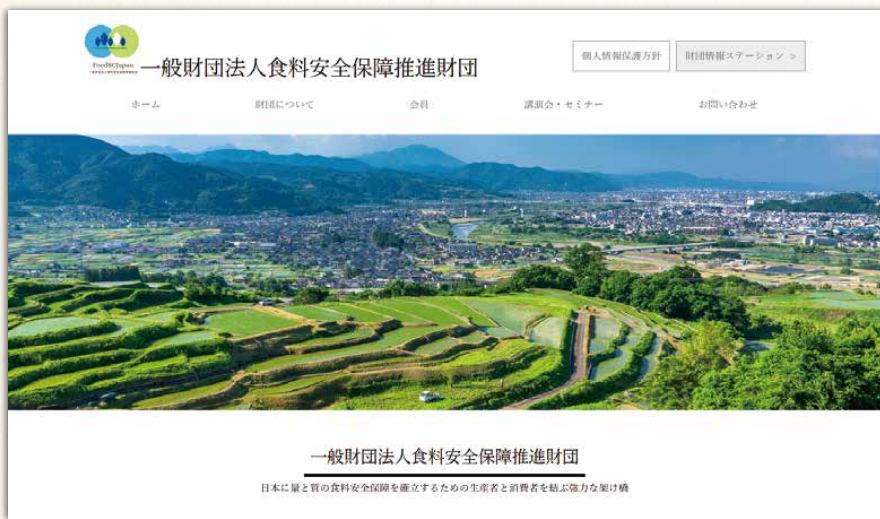 FoodSCJapan
一般財団法人食料安全保障推進財団
個人情報保護方針
財団情報ステーション >
ホーム
財団について
会員
講演会・セミナー
お問い合わせ
一般財団法人食料安全保障推進財団
日本に量と質の食料安全保障を確立するための生産者と消費者を結ぶ強力な架け橋